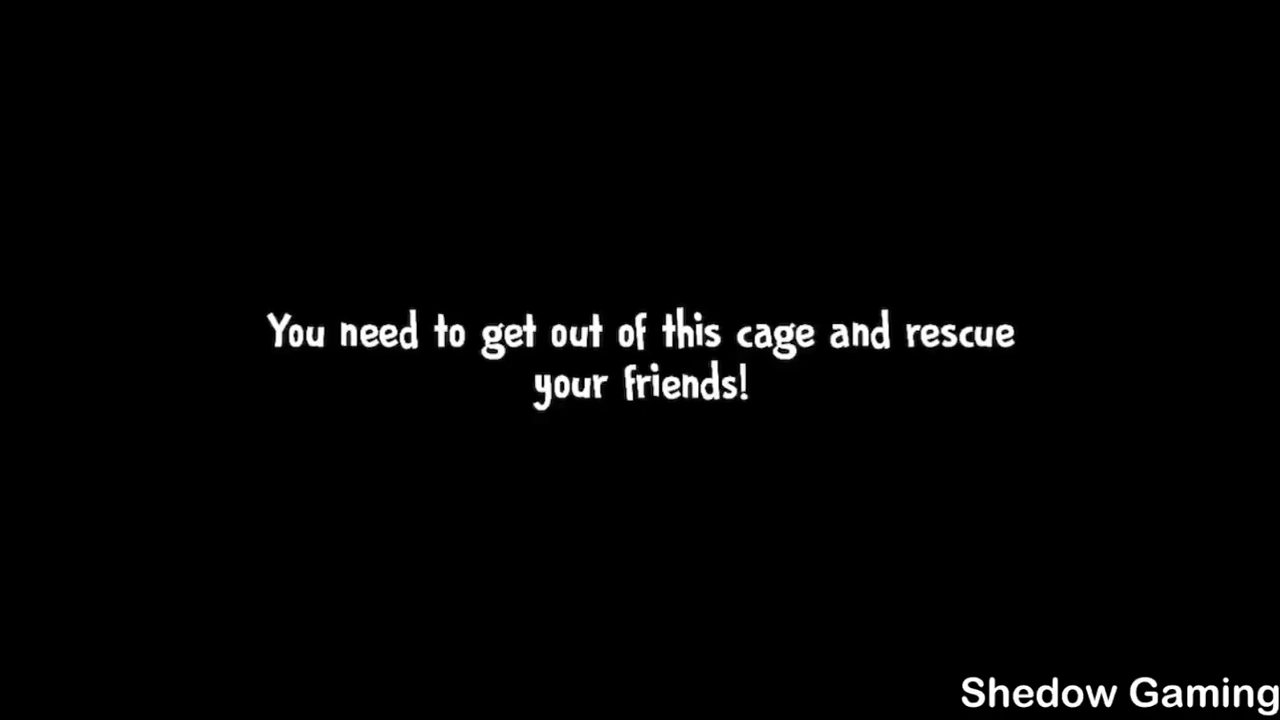 You need to get out of this cage and rescue
your friends!
Shedow Gaming